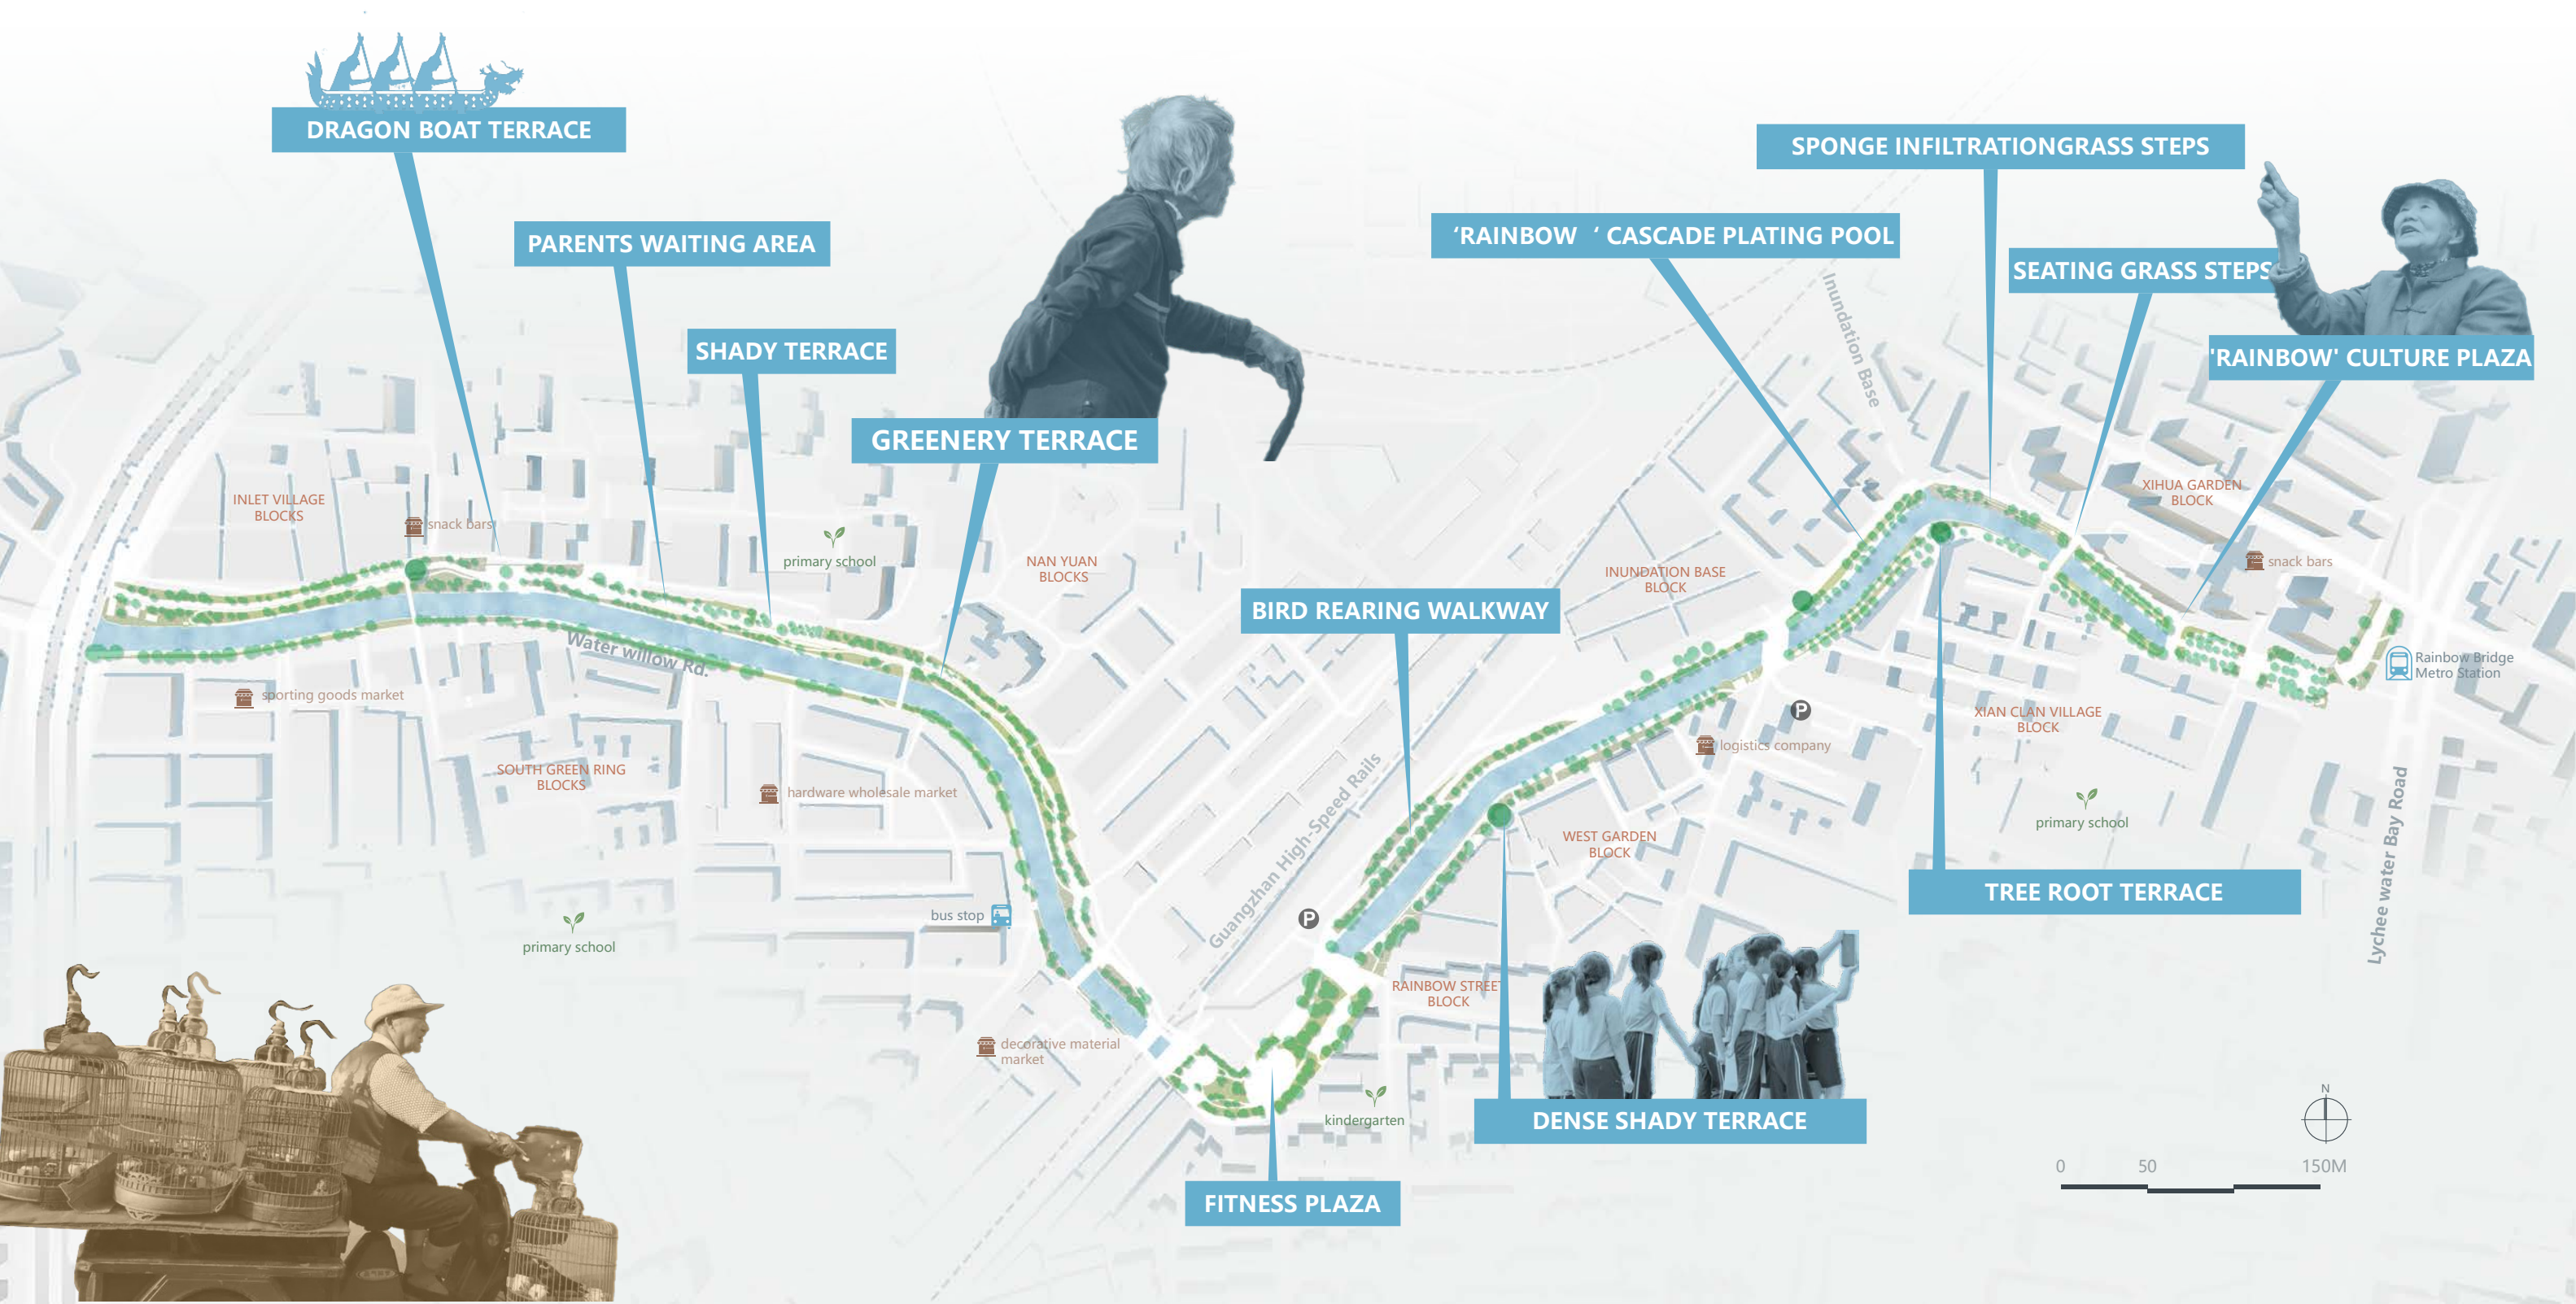 DRAGON BOAT TERRACE
SPONGE INFILTRATIONGRASS STEPS
PARENTS WAITING AREA
‘RAINBOW ‘ CASCADE PLATING POOL
SEATING GRASS STEPS
SHADY TERRACE
'RAINBOW' CULTURE PLAZA
GREENERY TERRACE
Inundation Base
INLET VILLAGE
BLOCKS
snack bars
primary school
NAN YUAN
BLOCKS
INUNDATION BASE
BLOCK
XIHUA GARDEN
BLOCK
snack bars
BIRD REARING WALKWAY
Water willow Rd.
sporting goods market
Rainbow Bridge
Metro Station
P
XIAN CLAN VILLAGE
BLOCK
logistics company
SOUTH GREEN RING
BLOCKS
hardware wholesale market
Guangzhan High-Speed Rails
WEST GARDEN
BLOCK
primary school
Lychee water Bay Road
TREE ROOT TERRACE
bus stop
P
primary school
RAINBOW STREET
BLOCK
decorative material
market
kindergarten
DENSE SHADY TERRACE
N
0 50 150M
FITNESS PLAZA